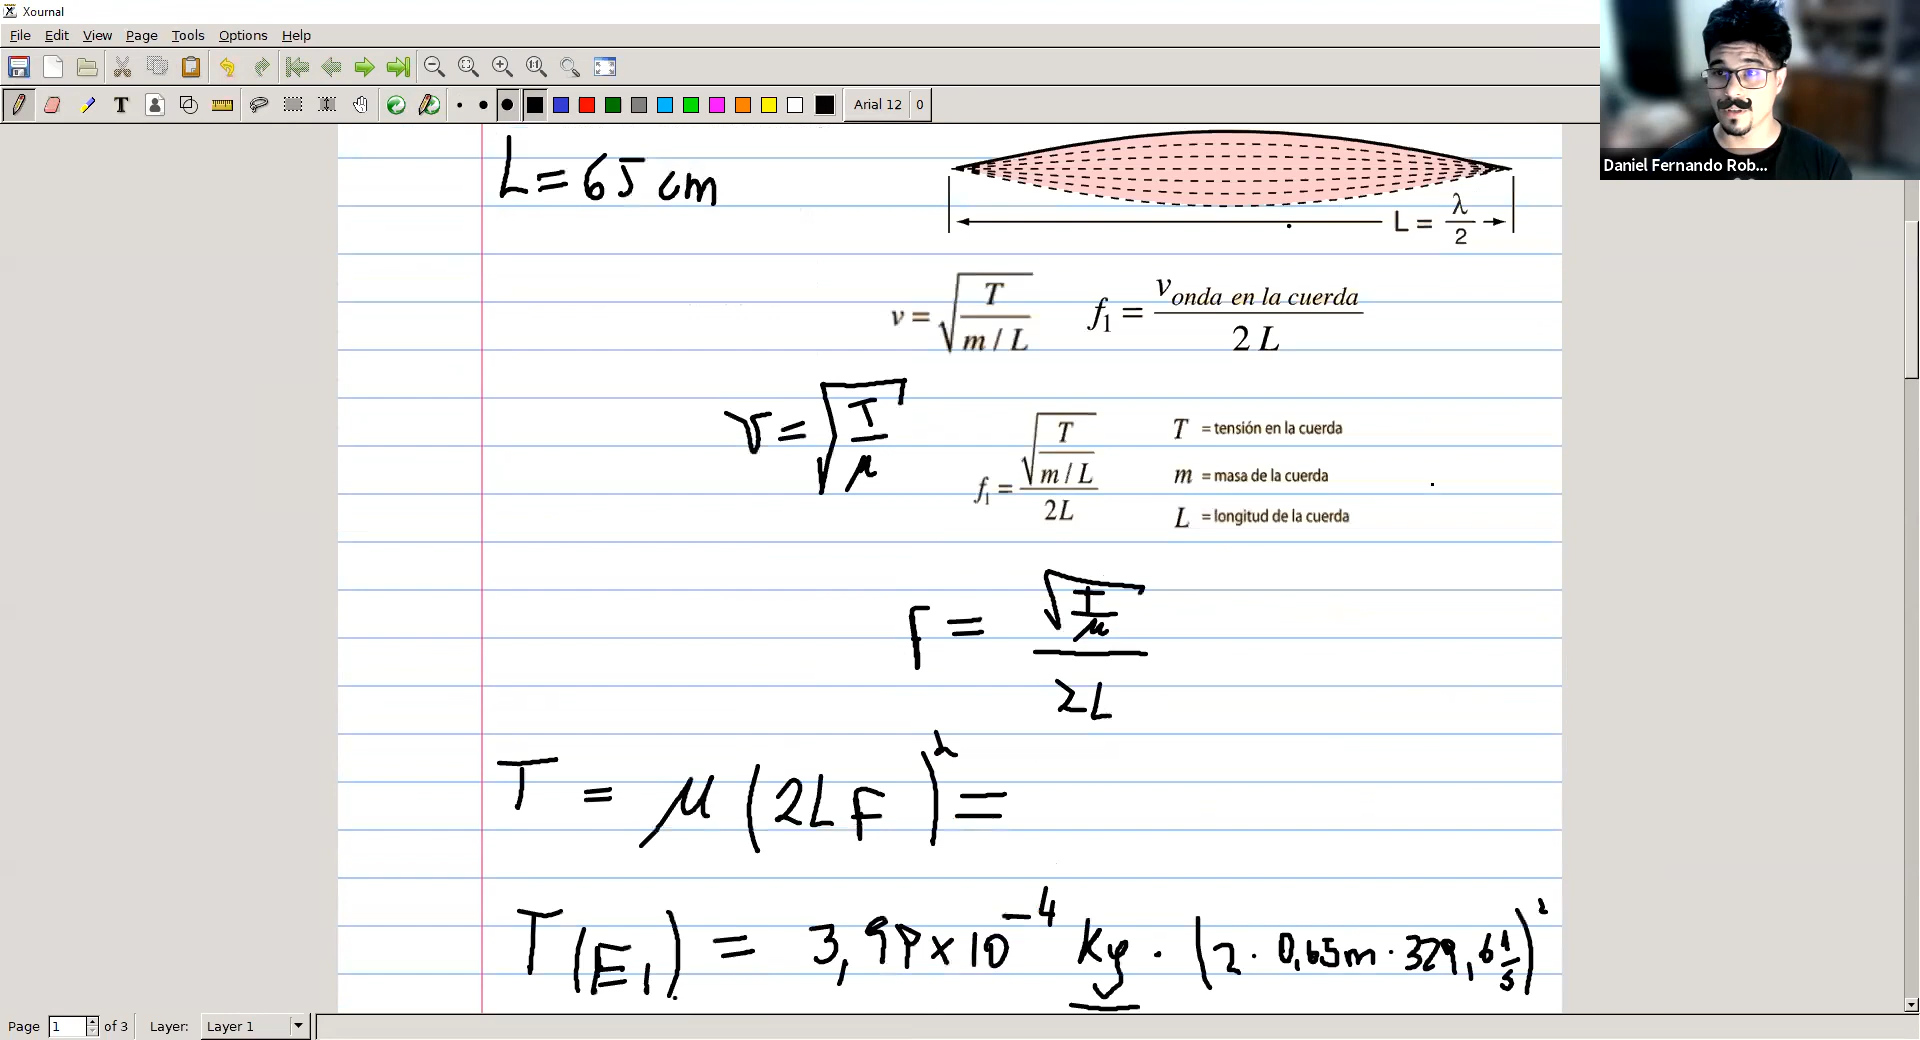 Xournal
File Edit View Page Tools Options Help
Arial 12 0
Daniel Fernando Rob...
L = 65 cm
L = λ/2
v = √(T / (m / L))    f₁ = v onda en la cuerda / 2 L
v = √(T / μ)
f₁ = √(T / (m / L)) / 2L
T = tensión en la cuerda
m = masa de la cuerda
L = longitud de la cuerda
F = √(T / μ) / 2L
T = μ (2LF)² =
T(E₁) = 3,99 x 10⁻⁴ Kg · (2 · 0,65m · 329,6 1/s)²
Page 1 of 3 Layer: Layer 1